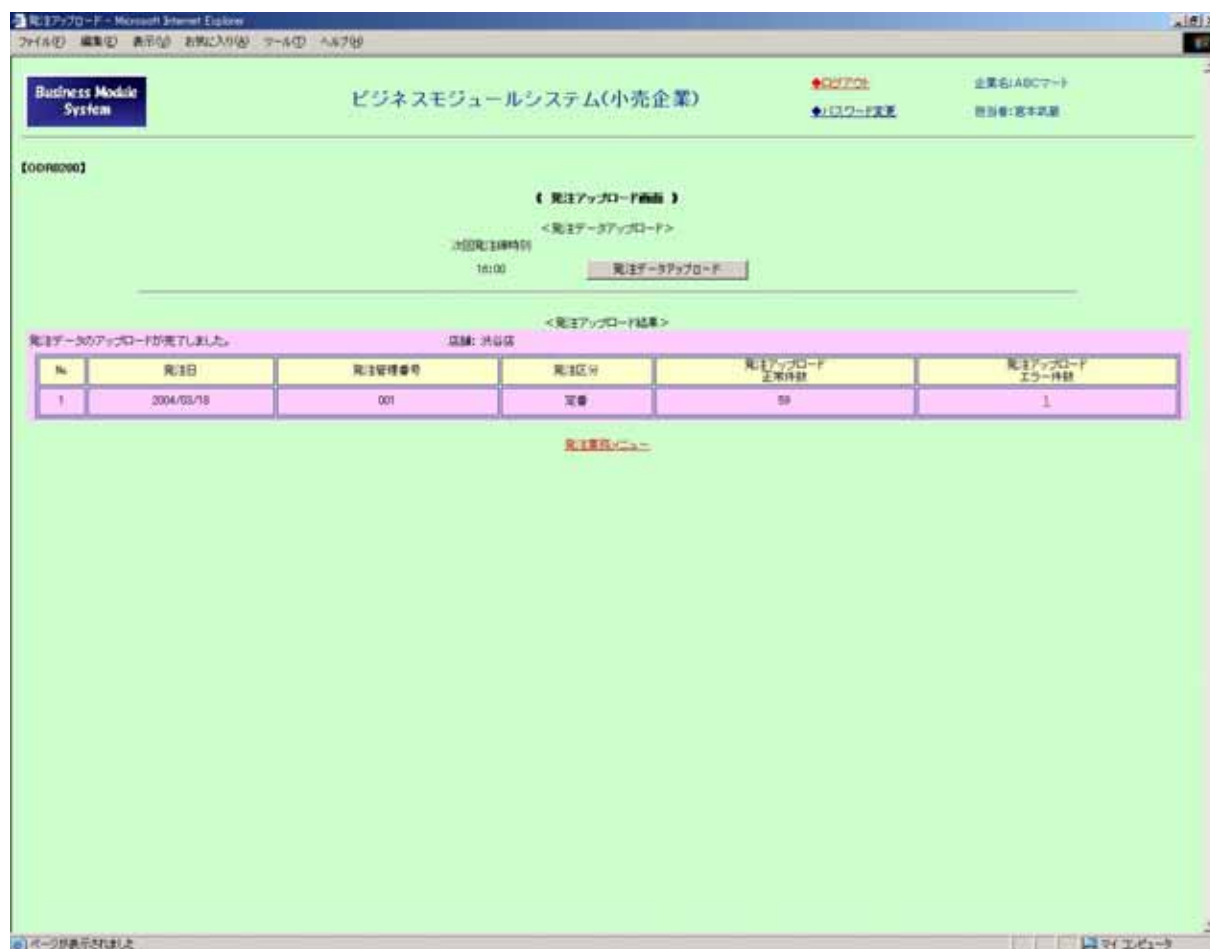 発注アップロード - Microsoft Internet Explorer
ファイル(F) 編集(E) 表示(V) お気に入り(A) ツール(T) ヘルプ(H)
Business Module System
ビジネスモジュールシステム(小売企業)
◆ログアウト
企業名:ABCマート
◆パスワード変更
担当者:宮本武蔵
【ODR0200】
【 発注アップロード画面 】
<発注データアップロード>
次回発注締時刻
16:00 発注データアップロード
<発注アップロード結果>
発注データのアップロードが完了しました。 店舗: 渋谷店
№ 発注日 発注管理番号 発注区分 発注アップロード正常件数 発注アップロードエラー件数
1 2004/03/18 001 定番 59 1
発注業務メニュー
ページが表示されました
マイ コンピュータ